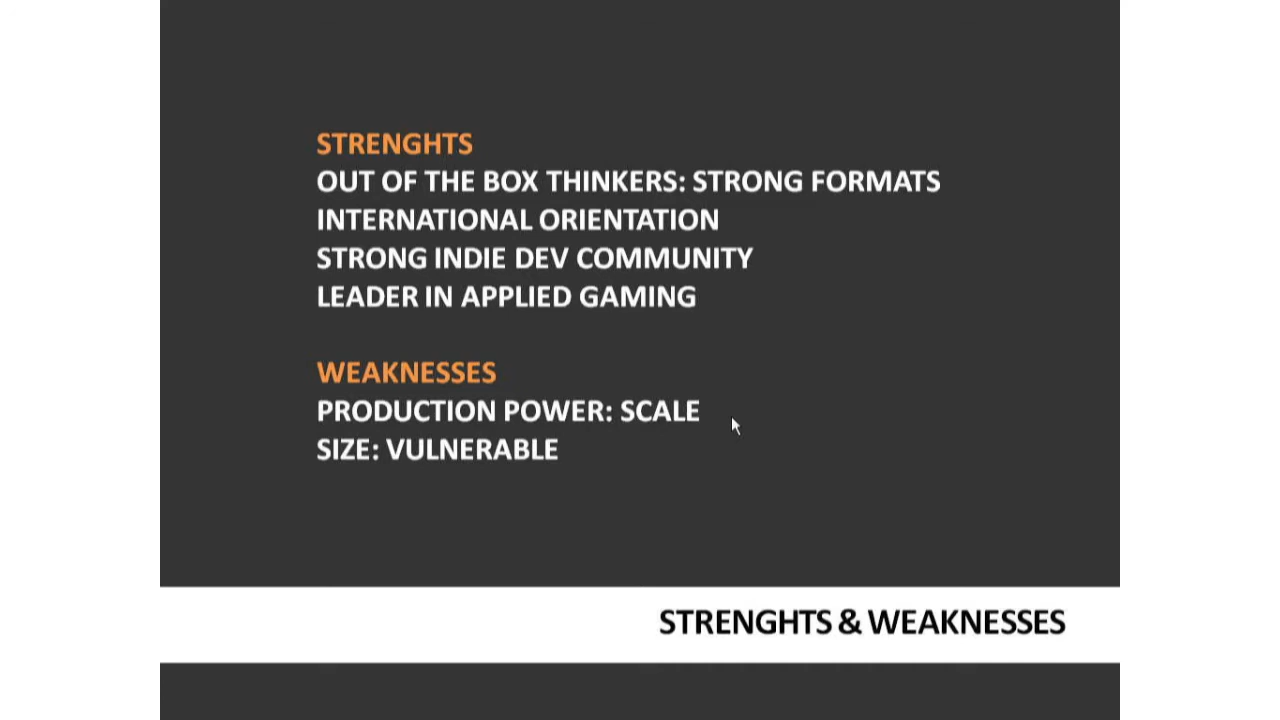 STRENGHTS
OUT OF THE BOX THINKERS: STRONG FORMATS
INTERNATIONAL ORIENTATION
STRONG INDIE DEV COMMUNITY
LEADER IN APPLIED GAMING
WEAKNESSES
PRODUCTION POWER: SCALE
SIZE: VULNERABLE
STRENGHTS & WEAKNESSES